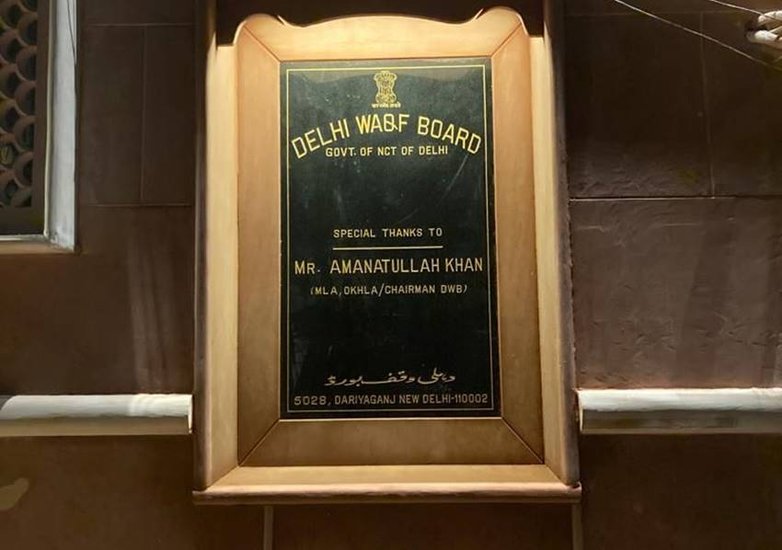 DELHI WAQF BOARD
GOVT. OF NCT OF DELHI
SPECIAL THANKS TO
MR. AMANATULLAH KHAN
(MLA, OKHLA/CHAIRMAN DWB)
دہلی وقف بورڈ
5028, DARIYAGANJ NEW DELHI-110002